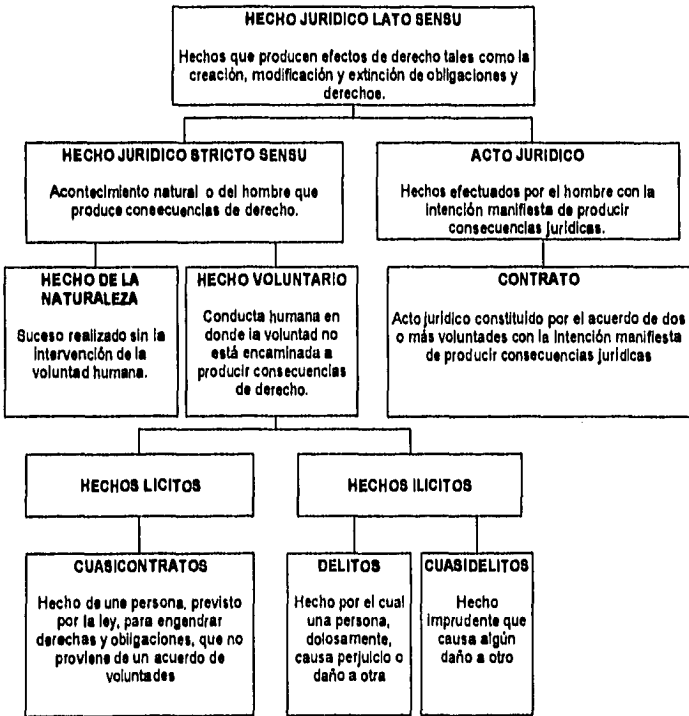 HECHO JURIDICO LATO SENSU
Hechos que producen efectos de derecho tales como la
creación, modificación y extinción de obligaciones y
derechos.
HECHO JURIDICO STRICTO SENSU
Acontecimiento natural o del hombre que
produce consecuencias de derecho.
ACTO JURIDICO
Hechos efectuados por el hombre con la
intención manifiesta de producir
consecuencias jurídicas.
HECHO DE LA
NATURALEZA
Suceso realizado sin la
intervención de la
voluntad humana.
HECHO VOLUNTARIO
Conducta humana en
donde la voluntad no
está encaminada a
producir consecuencias
de derecho.
CONTRATO
Acto jurídico constituido por el acuerdo de dos
o más voluntades con la intención manifiesta
de producir consecuencias jurídicas
HECHOS LICITOS
HECHOS ILICITOS
CUASICONTRATOS
Hecho de une persona, previsto
por la ley, para engendrar
derechas y obligaciones, que no
proviene de un acuerdo de
voluntades
DELITOS
Hecho por el cual
una persona,
dolosamente,
causa perjuicio o
daño a otra
CUASIDELITOS
Hecho
imprudente que
causa algún
daño a otro